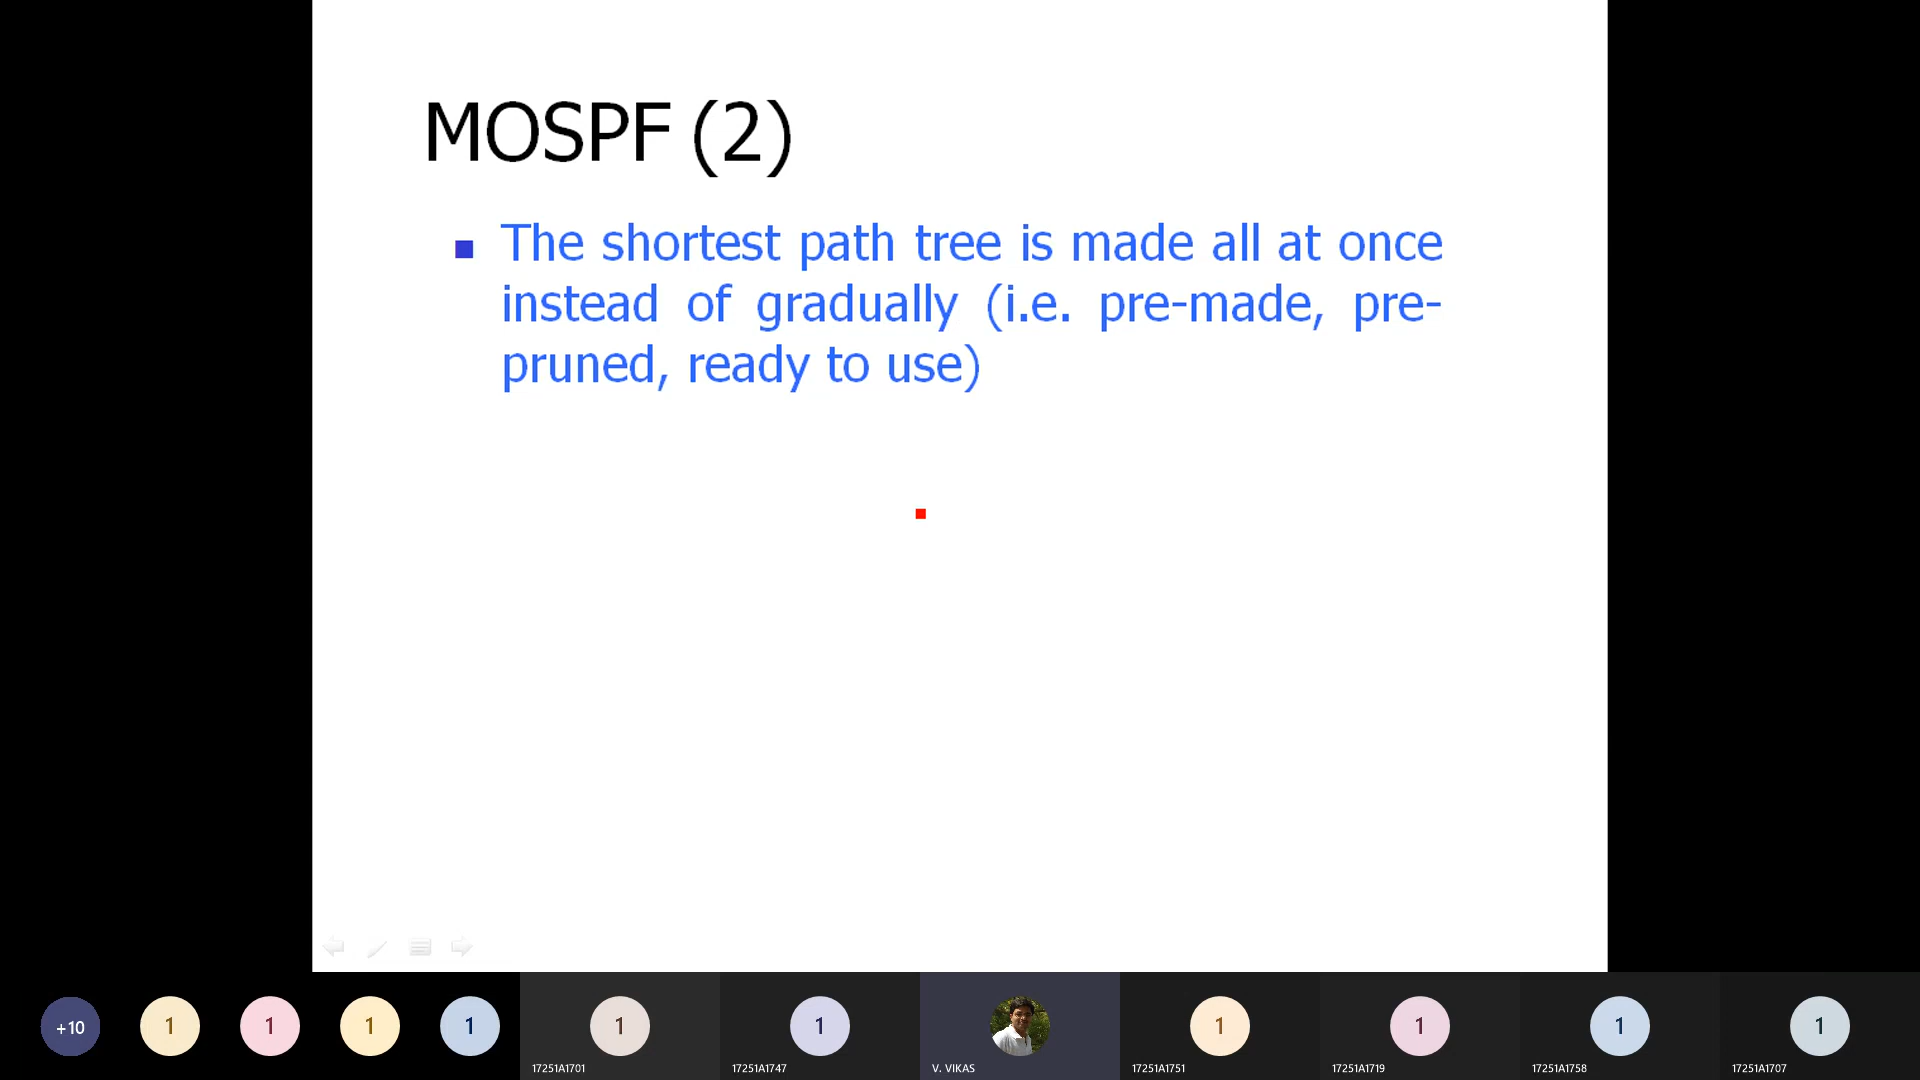 MOSPF (2)
The shortest path tree is made all at once
instead of gradually (i.e. pre-made, pre-
pruned, ready to use)
+10
1
1
1
1
1
1
1
1
1
1
17251A1701
17251A1747
V. VIKAS
17251A1751
17251A1719
17251A1758
17251A1707